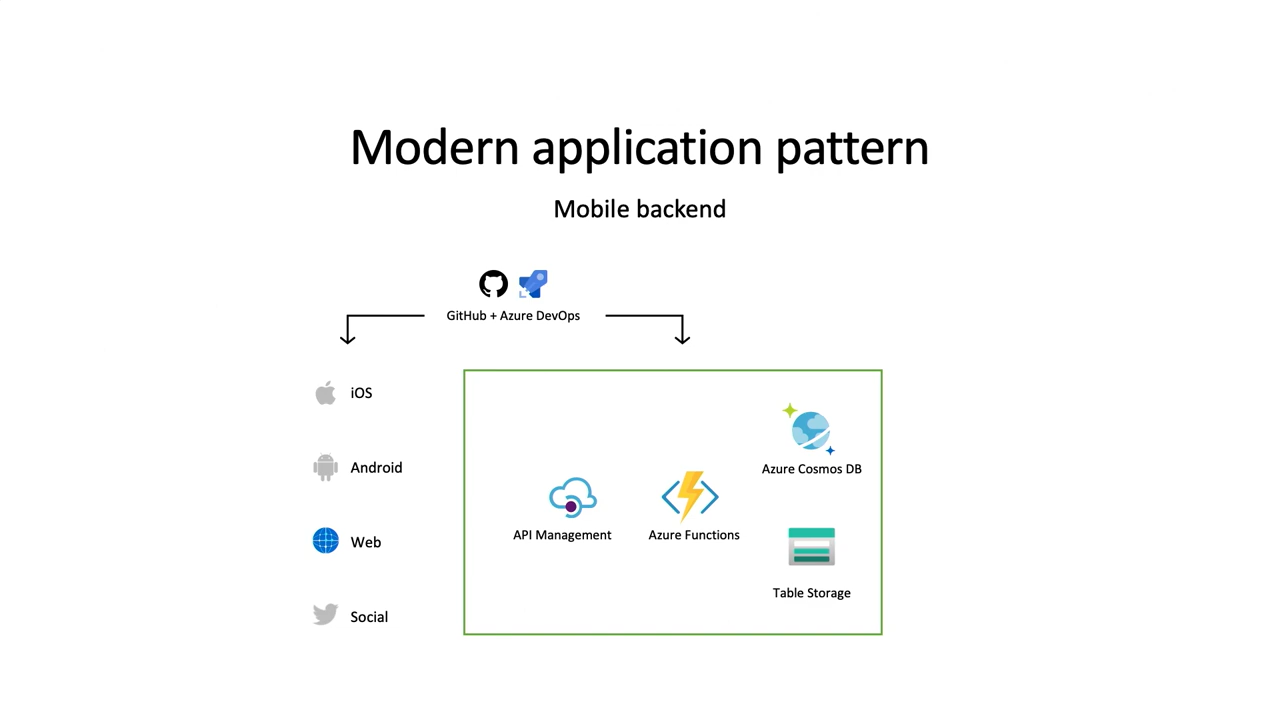 Modern application pattern
Mobile backend
GitHub + Azure DevOps
iOS
Android
Web
Social
API Management
Azure Functions
Azure Cosmos DB
Table Storage